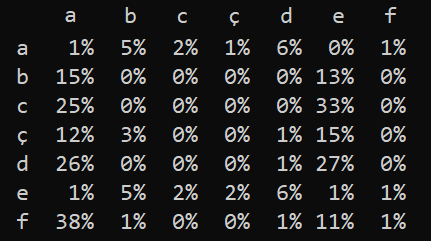 a b c ç d e f
a 1% 5% 2% 1% 6% 0% 1%
b 15% 0% 0% 0% 0% 13% 0%
c 25% 0% 0% 0% 0% 33% 0%
ç 12% 3% 0% 0% 1% 15% 0%
d 26% 0% 0% 0% 1% 27% 0%
e 1% 5% 2% 2% 6% 1% 1%
f 38% 1% 0% 0% 1% 11% 1%